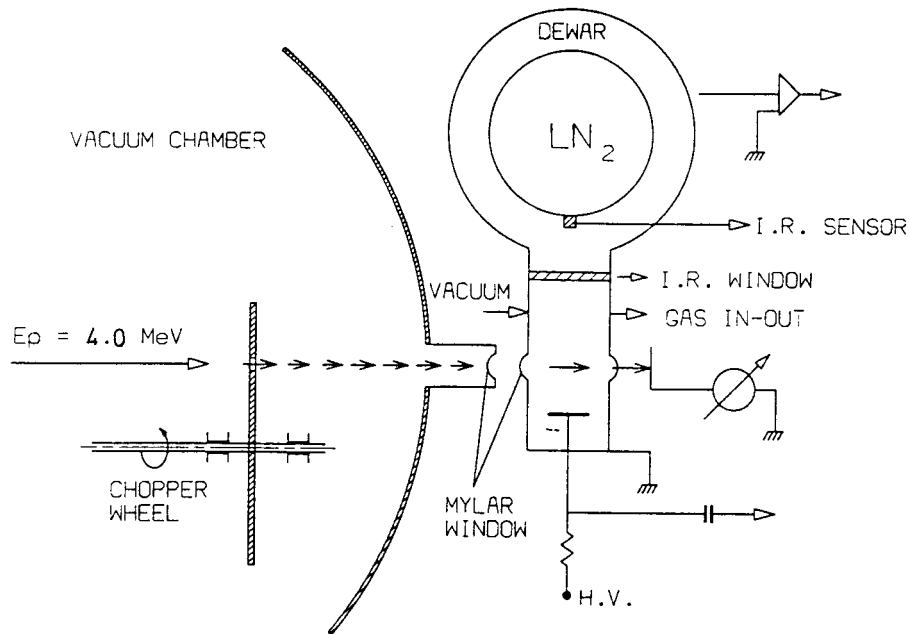 DEWAR
VACUUM CHAMBER
LN₂
I.R. SENSOR
I.R. WINDOW
VACUUM
GAS IN-OUT
Ep = 4.0 MeV
CHOPPER
WHEEL
MYLAR
WINDOW
H.V.